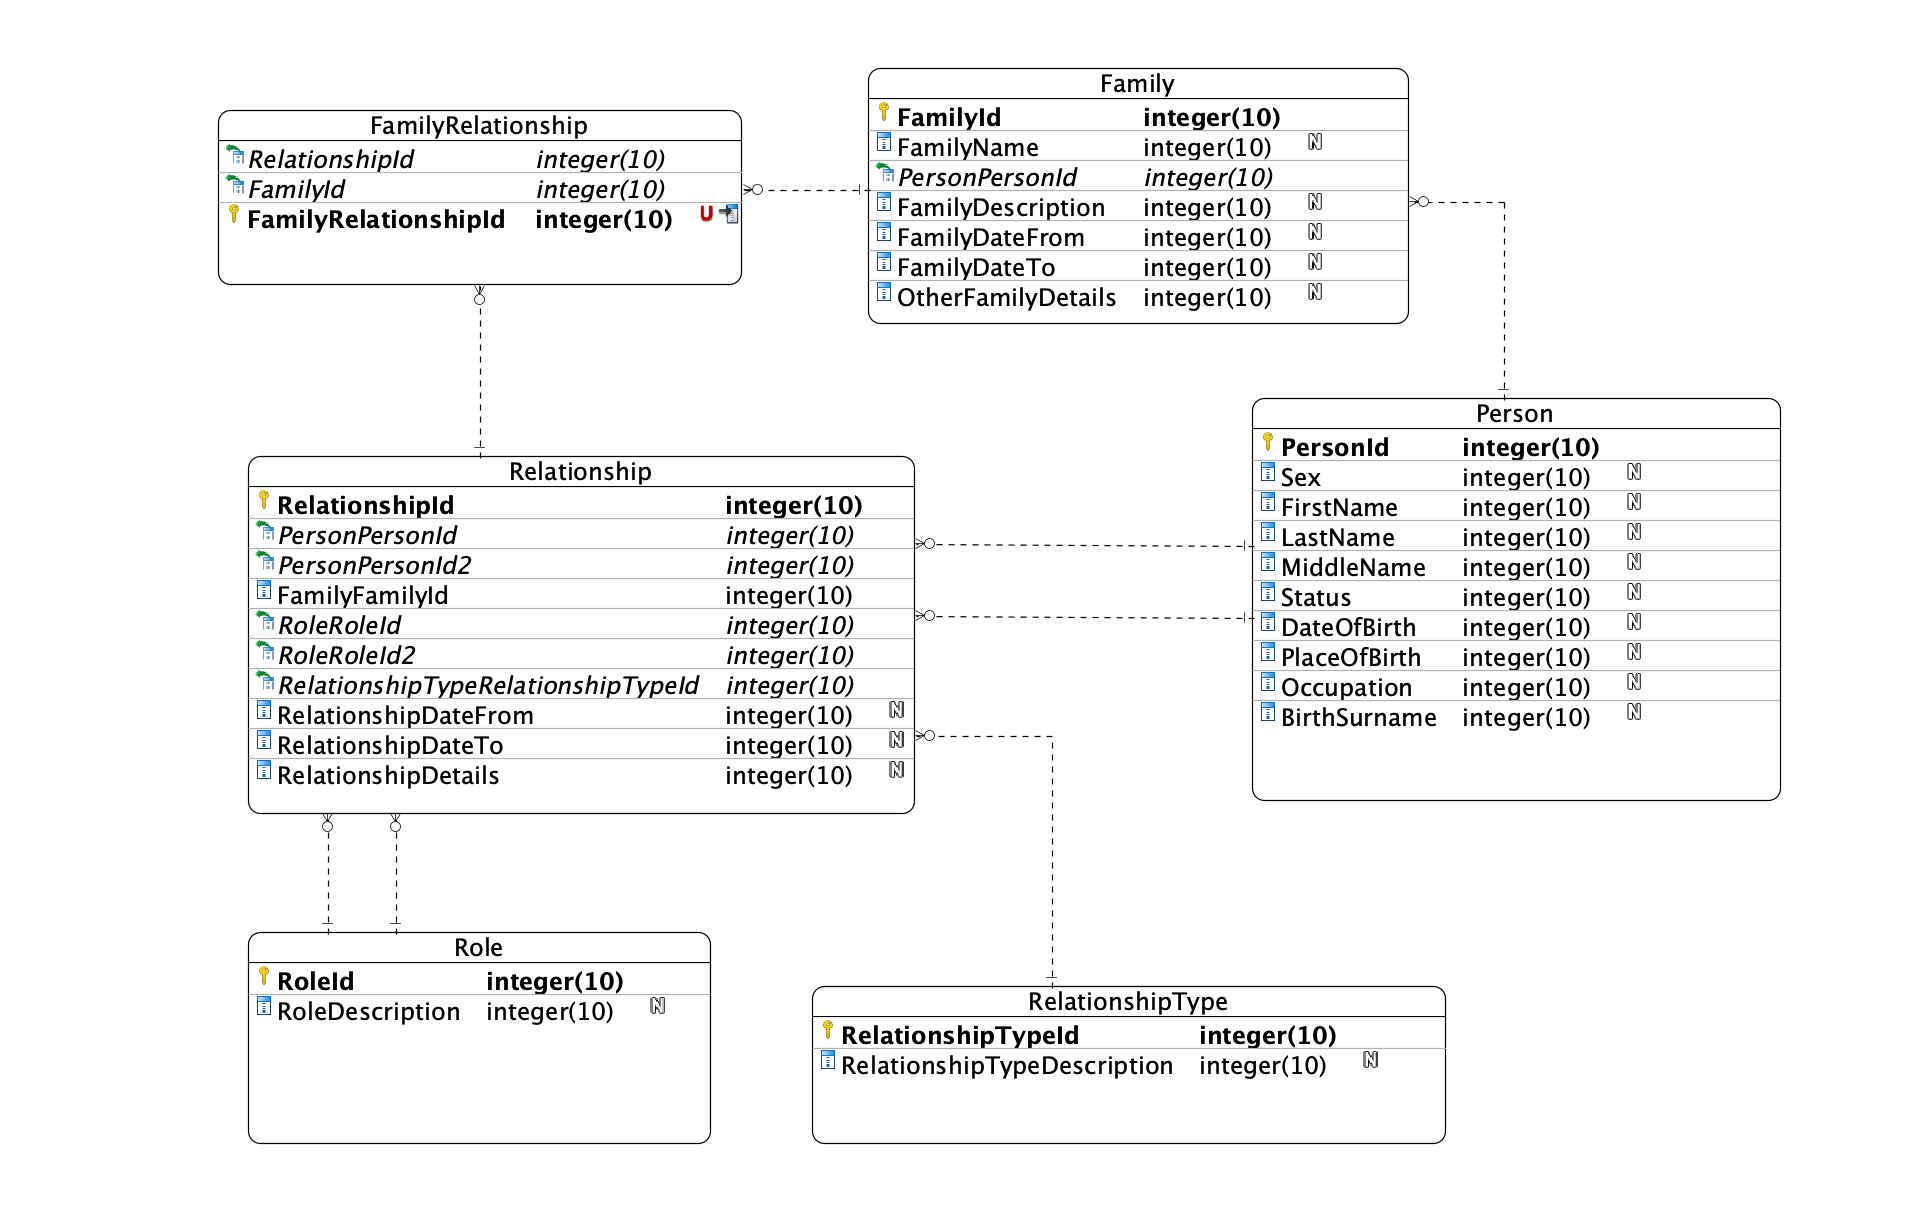 FamilyRelationship
RelationshipId integer(10)
FamilyId integer(10)
FamilyRelationshipId integer(10) U
Family
FamilyId integer(10)
FamilyName integer(10) N
PersonPersonId integer(10)
FamilyDescription integer(10) N
FamilyDateFrom integer(10) N
FamilyDateTo integer(10) N
OtherFamilyDetails integer(10) N
Person
PersonId integer(10)
Sex integer(10) N
FirstName integer(10) N
LastName integer(10) N
MiddleName integer(10) N
Status integer(10) N
DateOfBirth integer(10) N
PlaceOfBirth integer(10) N
Occupation integer(10) N
BirthSurname integer(10) N
Relationship
RelationshipId integer(10)
PersonPersonId integer(10)
PersonPersonId2 integer(10)
FamilyFamilyId integer(10)
RoleRoleId integer(10)
RoleRoleId2 integer(10)
RelationshipTypeRelationshipTypeId integer(10)
RelationshipDateFrom integer(10) N
RelationshipDateTo integer(10) N
RelationshipDetails integer(10) N
Role
RoleId integer(10)
RoleDescription integer(10) N
RelationshipType
RelationshipTypeId integer(10)
RelationshipTypeDescription integer(10) N